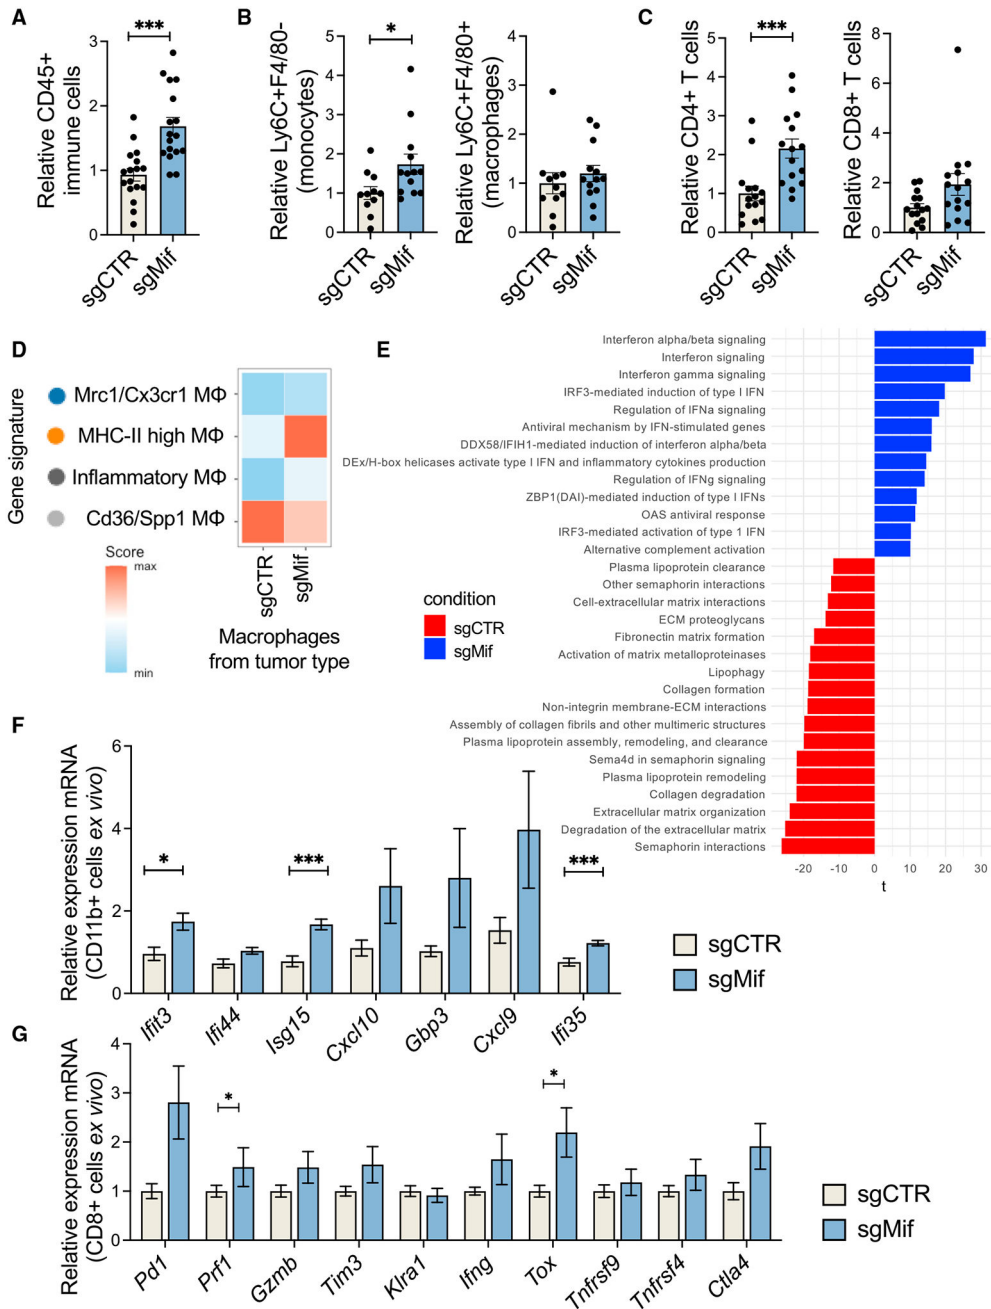 A
Relative CD45+
immune cells
3
2
1
0
***
sgCTR
sgMif
B
Relative Ly6C+F4/80-
(monocytes)
5
4
3
2
1
0
*
sgCTR
sgMif
Relative Ly6C+F4/80+
(macrophages)
4
3
2
1
0
sgCTR
sgMif
C
Relative CD4+ T cells
5
4
3
2
1
0
***
sgCTR
sgMif
Relative CD8+ T cells
8
6
4
2
0
sgCTR
sgMif
D
Gene signature
Mrc1/Cx3cr1 MΦ
MHC-II high MΦ
Inflammatory MΦ
Cd36/Spp1 MΦ
Score
max
min
sgCTR
sgMif
Macrophages
from tumor type
E
Interferon alpha/beta signaling
Interferon signaling
Interferon gamma signaling
IRF3-mediated induction of type I IFN
Regulation of IFNa signaling
Antiviral mechanism by IFN-stimulated genes
DDX58/IFIH1-mediated induction of interferon alpha/beta
DEx/H-box helicases activate type I IFN and inflammatory cytokines production
Regulation of IFNg signaling
ZBP1(DAI)-mediated induction of type I IFNs
OAS antiviral response
IRF3-mediated activation of type 1 IFN
Alternative complement activation
Plasma lipoprotein clearance
Other semaphorin interactions
Cell-extracellular matrix interactions
ECM proteoglycans
Fibronectin matrix formation
Activation of matrix metalloproteinases
Lipophagy
Collagen formation
Non-integrin membrane-ECM interactions
Assembly of collagen fibrils and other multimeric structures
Plasma lipoprotein assembly, remodeling, and clearance
Sema4d in semaphorin signaling
Plasma lipoprotein remodeling
Collagen degradation
Extracellular matrix organization
Degradation of the extracellular matrix
Semaphorin interactions
-20 -10 0 10 20 30
t
condition
sgCTR
sgMif
F
Relative expression mRNA
(CD11b+ cells ex vivo)
6
4
2
0
* *** ***
Ifit3 Ifi44 Isg15 Cxcl10 Gbp3 Cxcl9 Ifi35
sgCTR
sgMif
G
Relative expression mRNA
(CD8+ cells ex vivo)
4
3
2
1
0
* *
Pd1 Prf1 Gzmb Tim3 Klra1 Ifng Tox Tnfrsf9 Tnfrsf4 Ctla4
sgCTR
sgMif